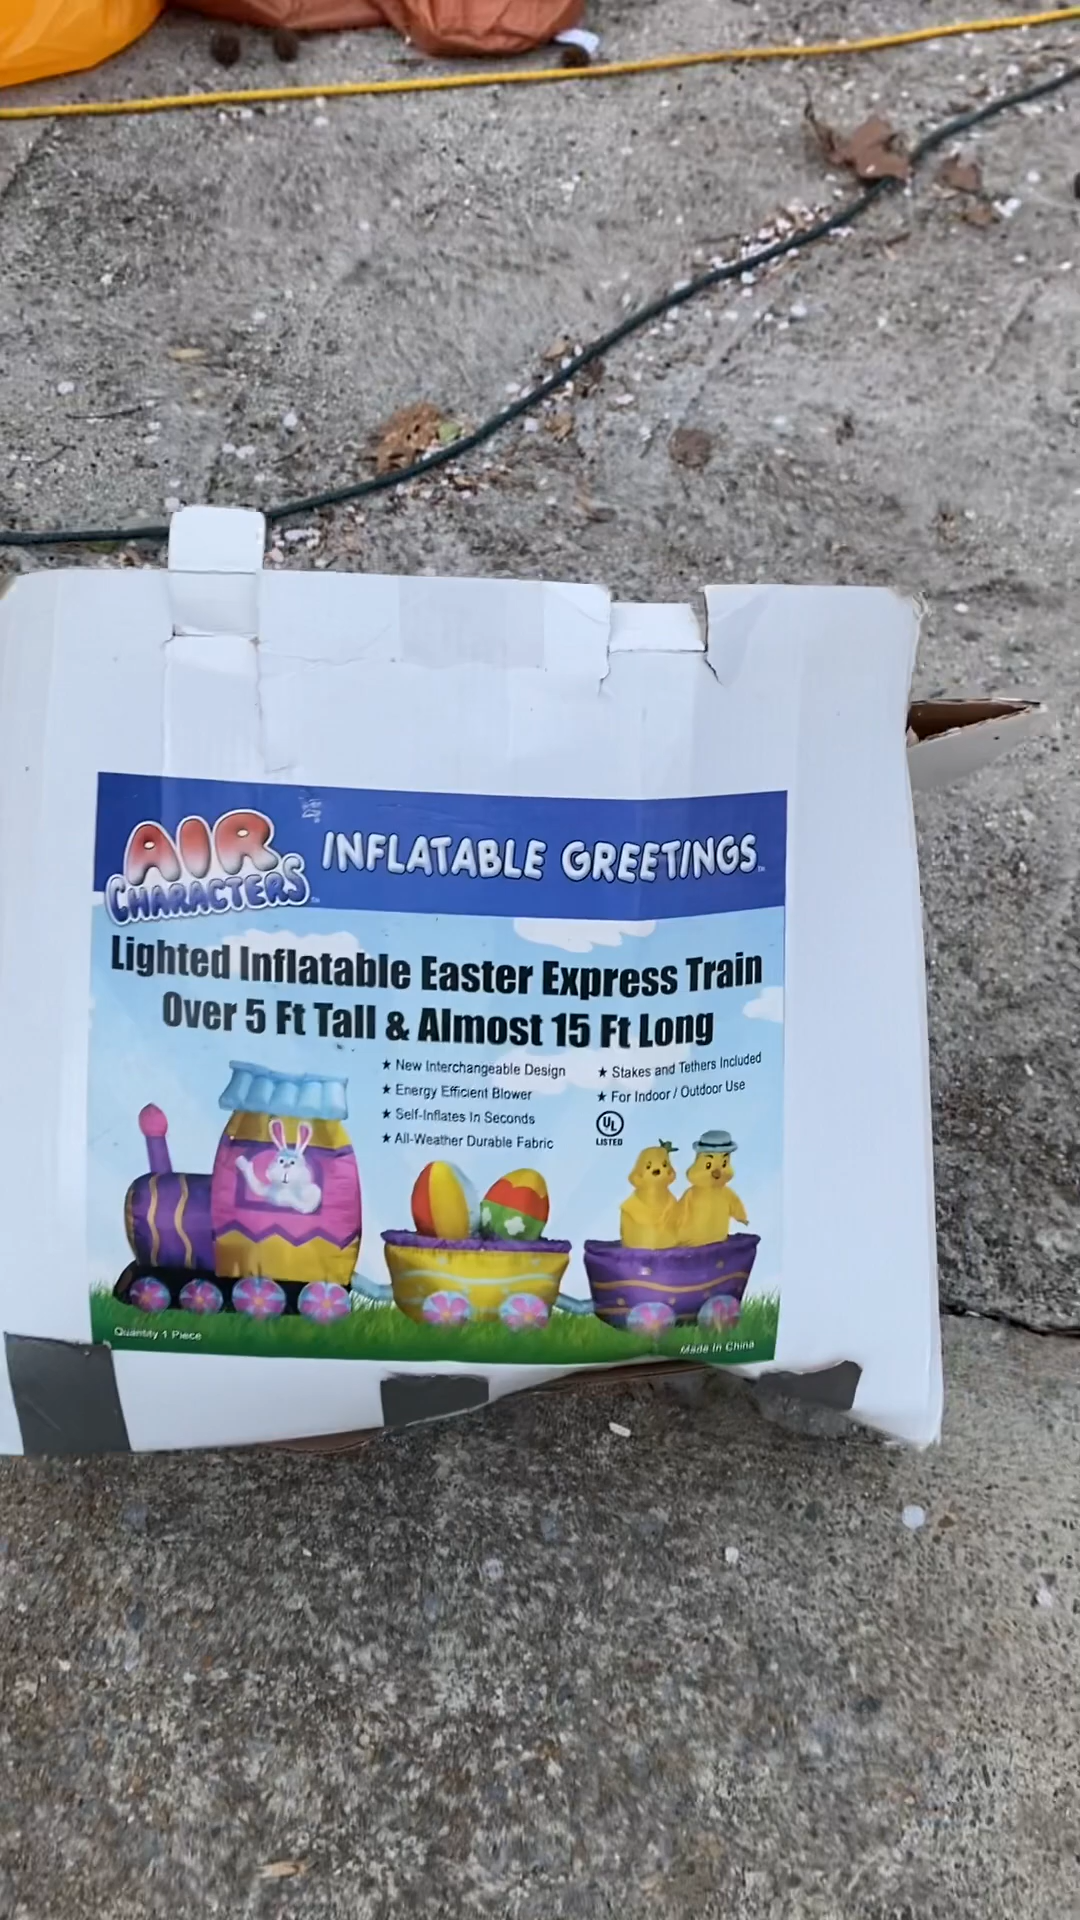 AIR
CHARACTERS™
INFLATABLE GREETINGS™
Lighted Inflatable Easter Express Train
Over 5 Ft Tall & Almost 15 Ft Long
★ New Interchangeable Design
★ Energy Efficient Blower
★ Self-Inflates In Seconds
★ All-Weather Durable Fabric
★ Stakes and Tethers Included
★ For Indoor / Outdoor Use
UL
LISTED
Quantity 1 Piece
Made In China